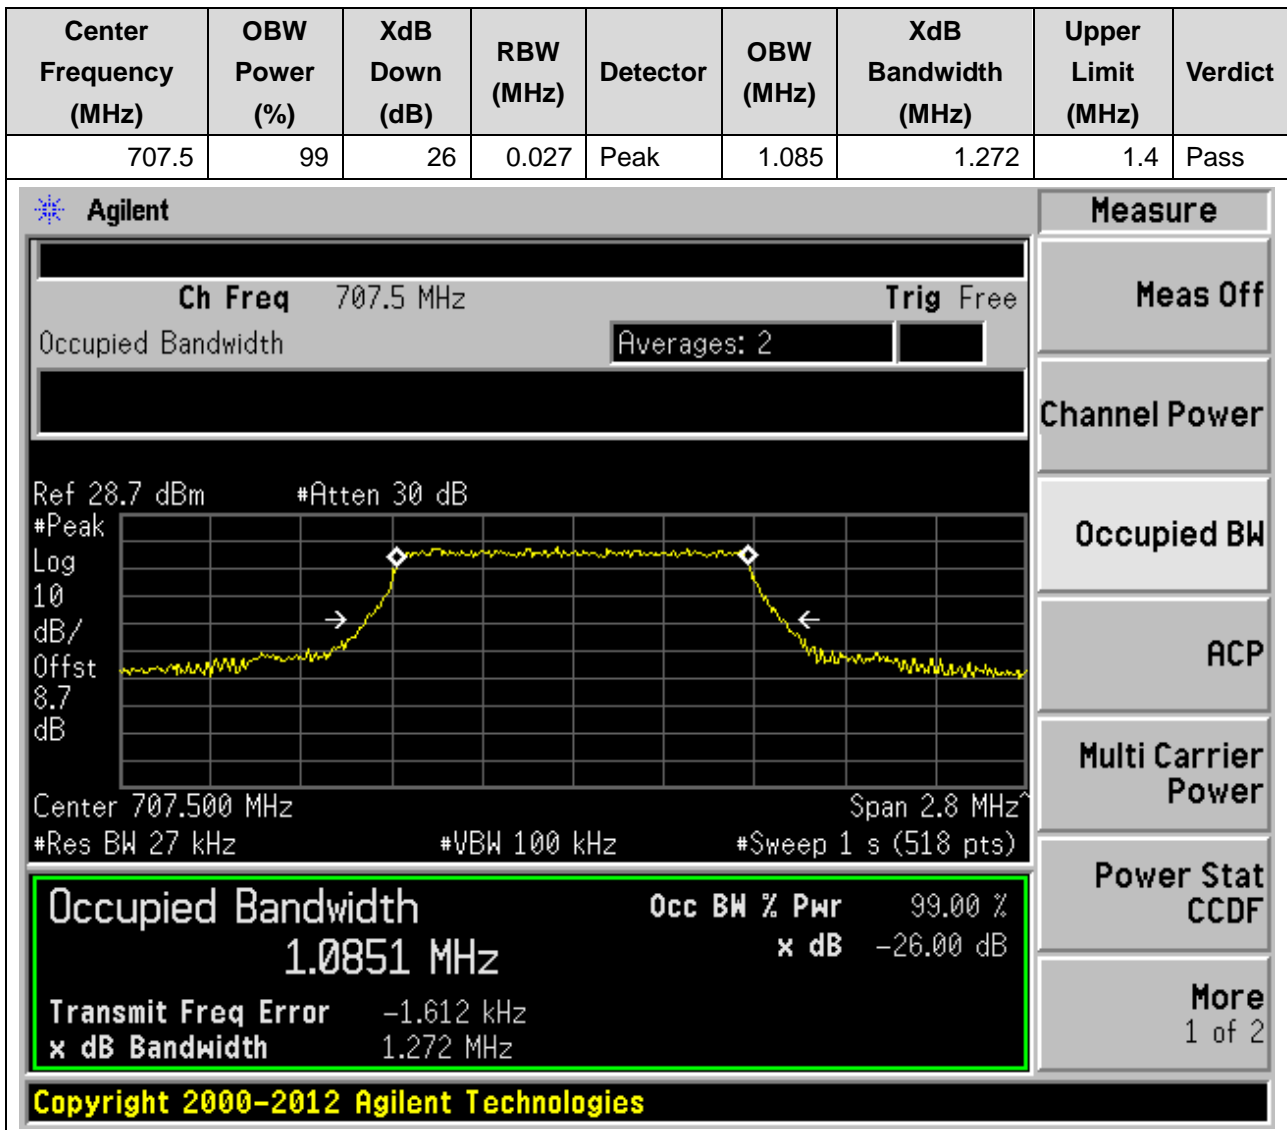 Center Frequency (MHz) OBW Power (%) XdB Down (dB) RBW (MHz) Detector OBW (MHz) XdB Bandwidth (MHz) Upper Limit (MHz) Verdict
707.5 99 26 0.027 Peak 1.085 1.272 1.4 Pass
Agilent
Ch Freq 707.5 MHz Trig Free
Occupied Bandwidth Averages: 2
Ref 28.7 dBm #Atten 30 dB
#Peak
Log
10
dB/
Offst
8.7
dB
Center 707.500 MHz Span 2.8 MHz^
#Res BW 27 kHz #VBW 100 kHz #Sweep 1 s (518 pts)
Occupied Bandwidth Occ BW % Pwr 99.00 %
1.0851 MHz x dB -26.00 dB
Transmit Freq Error -1.612 kHz
x dB Bandwidth 1.272 MHz
Copyright 2000-2012 Agilent Technologies
Measure
Meas Off
Channel Power
Occupied BW
ACP
Multi Carrier
Power
Power Stat
CCDF
More
1 of 2